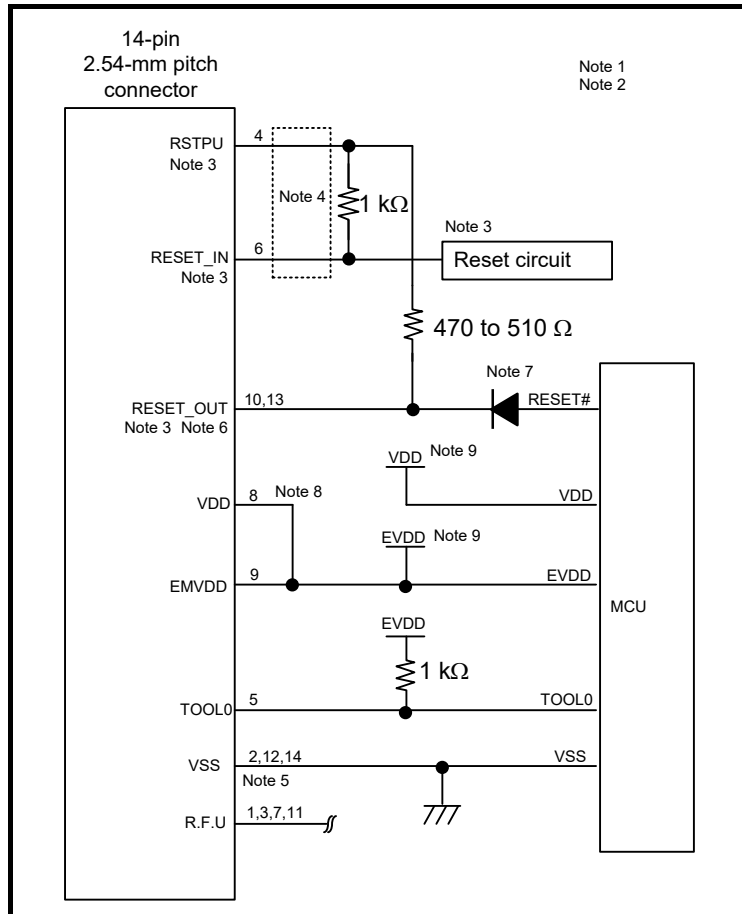 14-pin
2.54-mm pitch
connector
Note 1
Note 2
RSTPU
4
Note 3
Note 4
1 kΩ
Note 3
RESET_IN
6
Note 3
Reset circuit
470 to 510 Ω
Note 7
RESET_OUT
10,13
RESET#
Note 3 Note 6
VDD
Note 9
VDD
8
Note 8
VDD
EVDD
Note 9
EMVDD
9
EVDD
MCU
EVDD
1 kΩ
TOOL0
5
TOOL0
VSS
2,12,14
VSS
Note 5
R.F.U
1,3,7,11